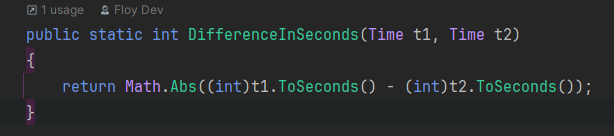 1 usage Floy Dev
public static int DifferenceInSeconds(Time t1, Time t2)
{
    return Math.Abs((int)t1.ToSeconds() - (int)t2.ToSeconds());
}